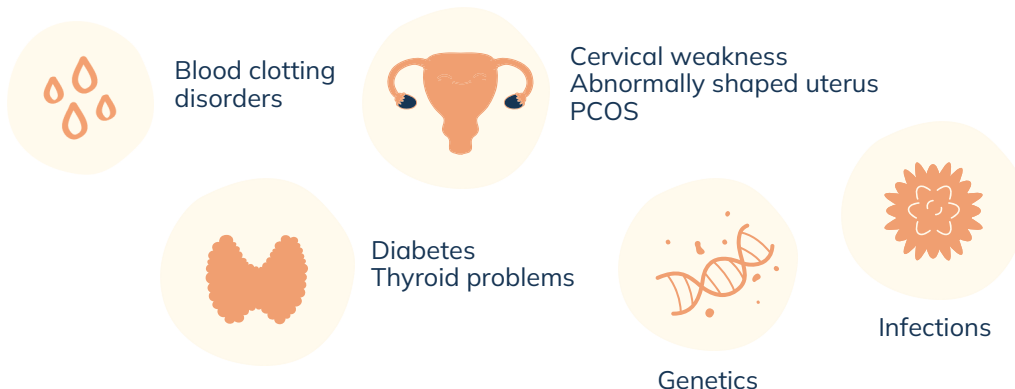 Blood clotting
disorders
Cervical weakness
Abnormally shaped uterus
PCOS
Diabetes
Thyroid problems
Genetics
Infections